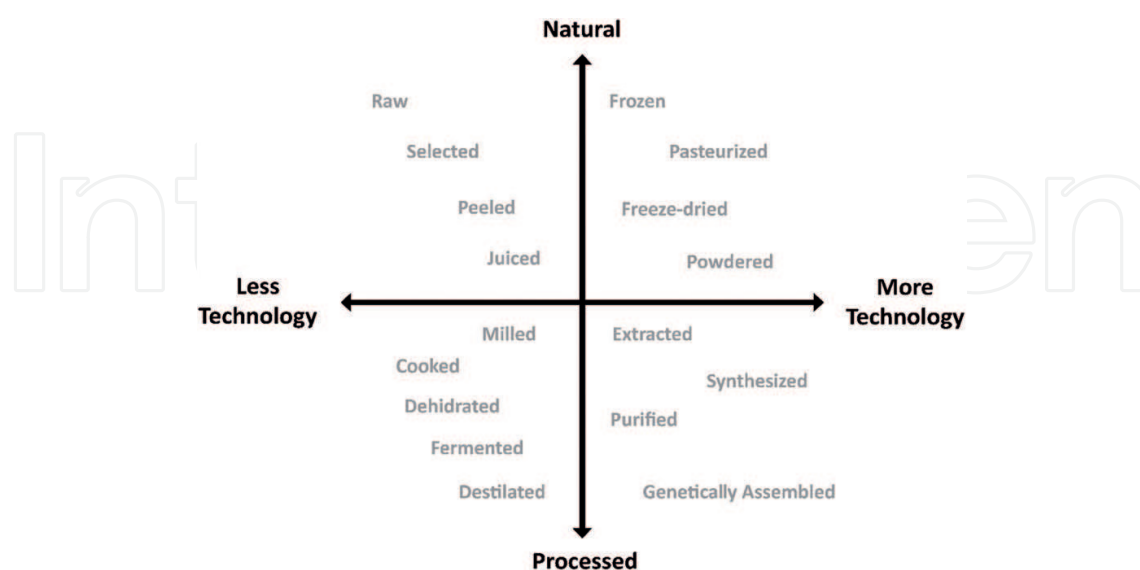 Natural
Raw
Frozen
Selected
Pasteurized
Peeled
Freeze-dried
Juiced
Powdered
Less
Technology
More
Technology
Milled
Extracted
Cooked
Synthesized
Dehidrated
Purified
Fermented
Destilated
Genetically Assembled
Processed